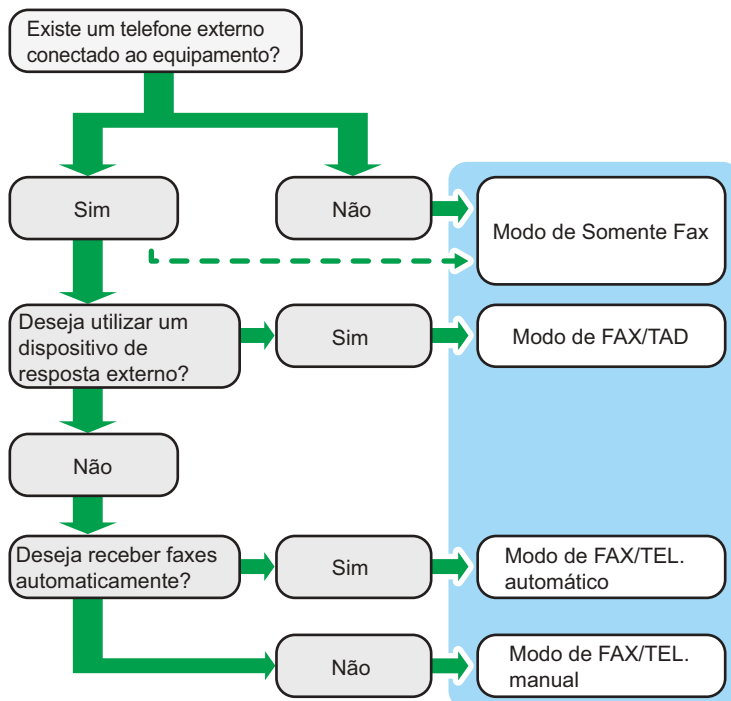 Existe um telefone externo
conectado ao equipamento?
Sim
Não
Modo de Somente Fax
Deseja utilizar um
dispositivo de
resposta externo?
Sim
Modo de FAX/TAD
Não
Deseja receber faxes
automaticamente?
Sim
Modo de FAX/TEL.
automático
Não
Modo de FAX/TEL.
manual